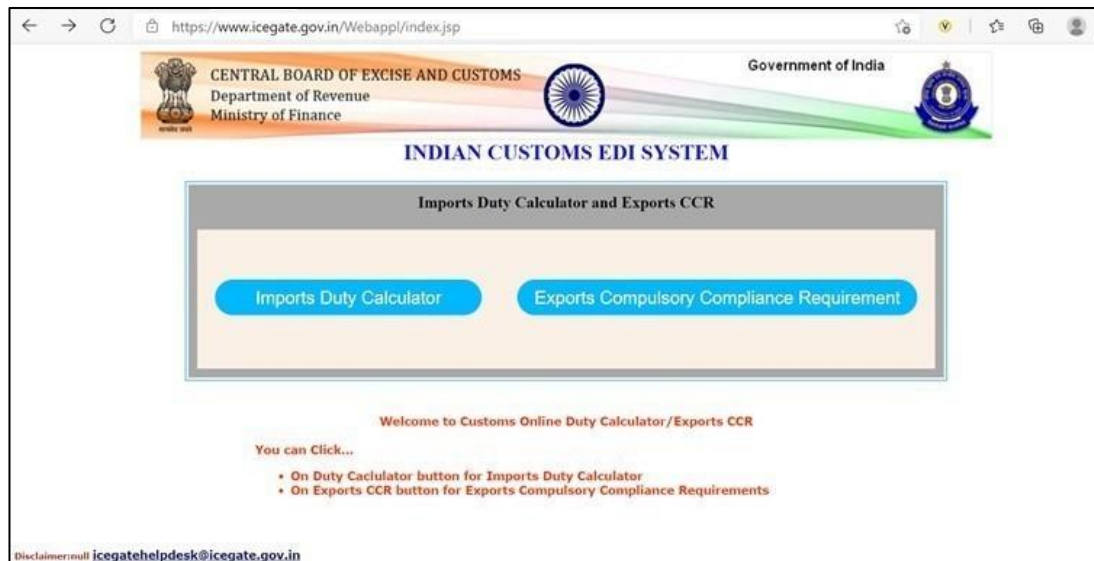 https://www.icegate.gov.in/Webappl/index.jsp
CENTRAL BOARD OF EXCISE AND CUSTOMS
Department of Revenue
Ministry of Finance
Government of India
सत्यमेव जयते
INDIAN CUSTOMS EDI SYSTEM
Imports Duty Calculator and Exports CCR
Imports Duty Calculator
Exports Compulsory Compliance Requirement
Welcome to Customs Online Duty Calculator/Exports CCR
You can Click...
• On Duty Caclulator button for Imports Duty Calculator
• On Exports CCR button for Exports Compulsory Compliance Requirements
Disclaimer:null icegatehelpdesk@icegate.gov.in